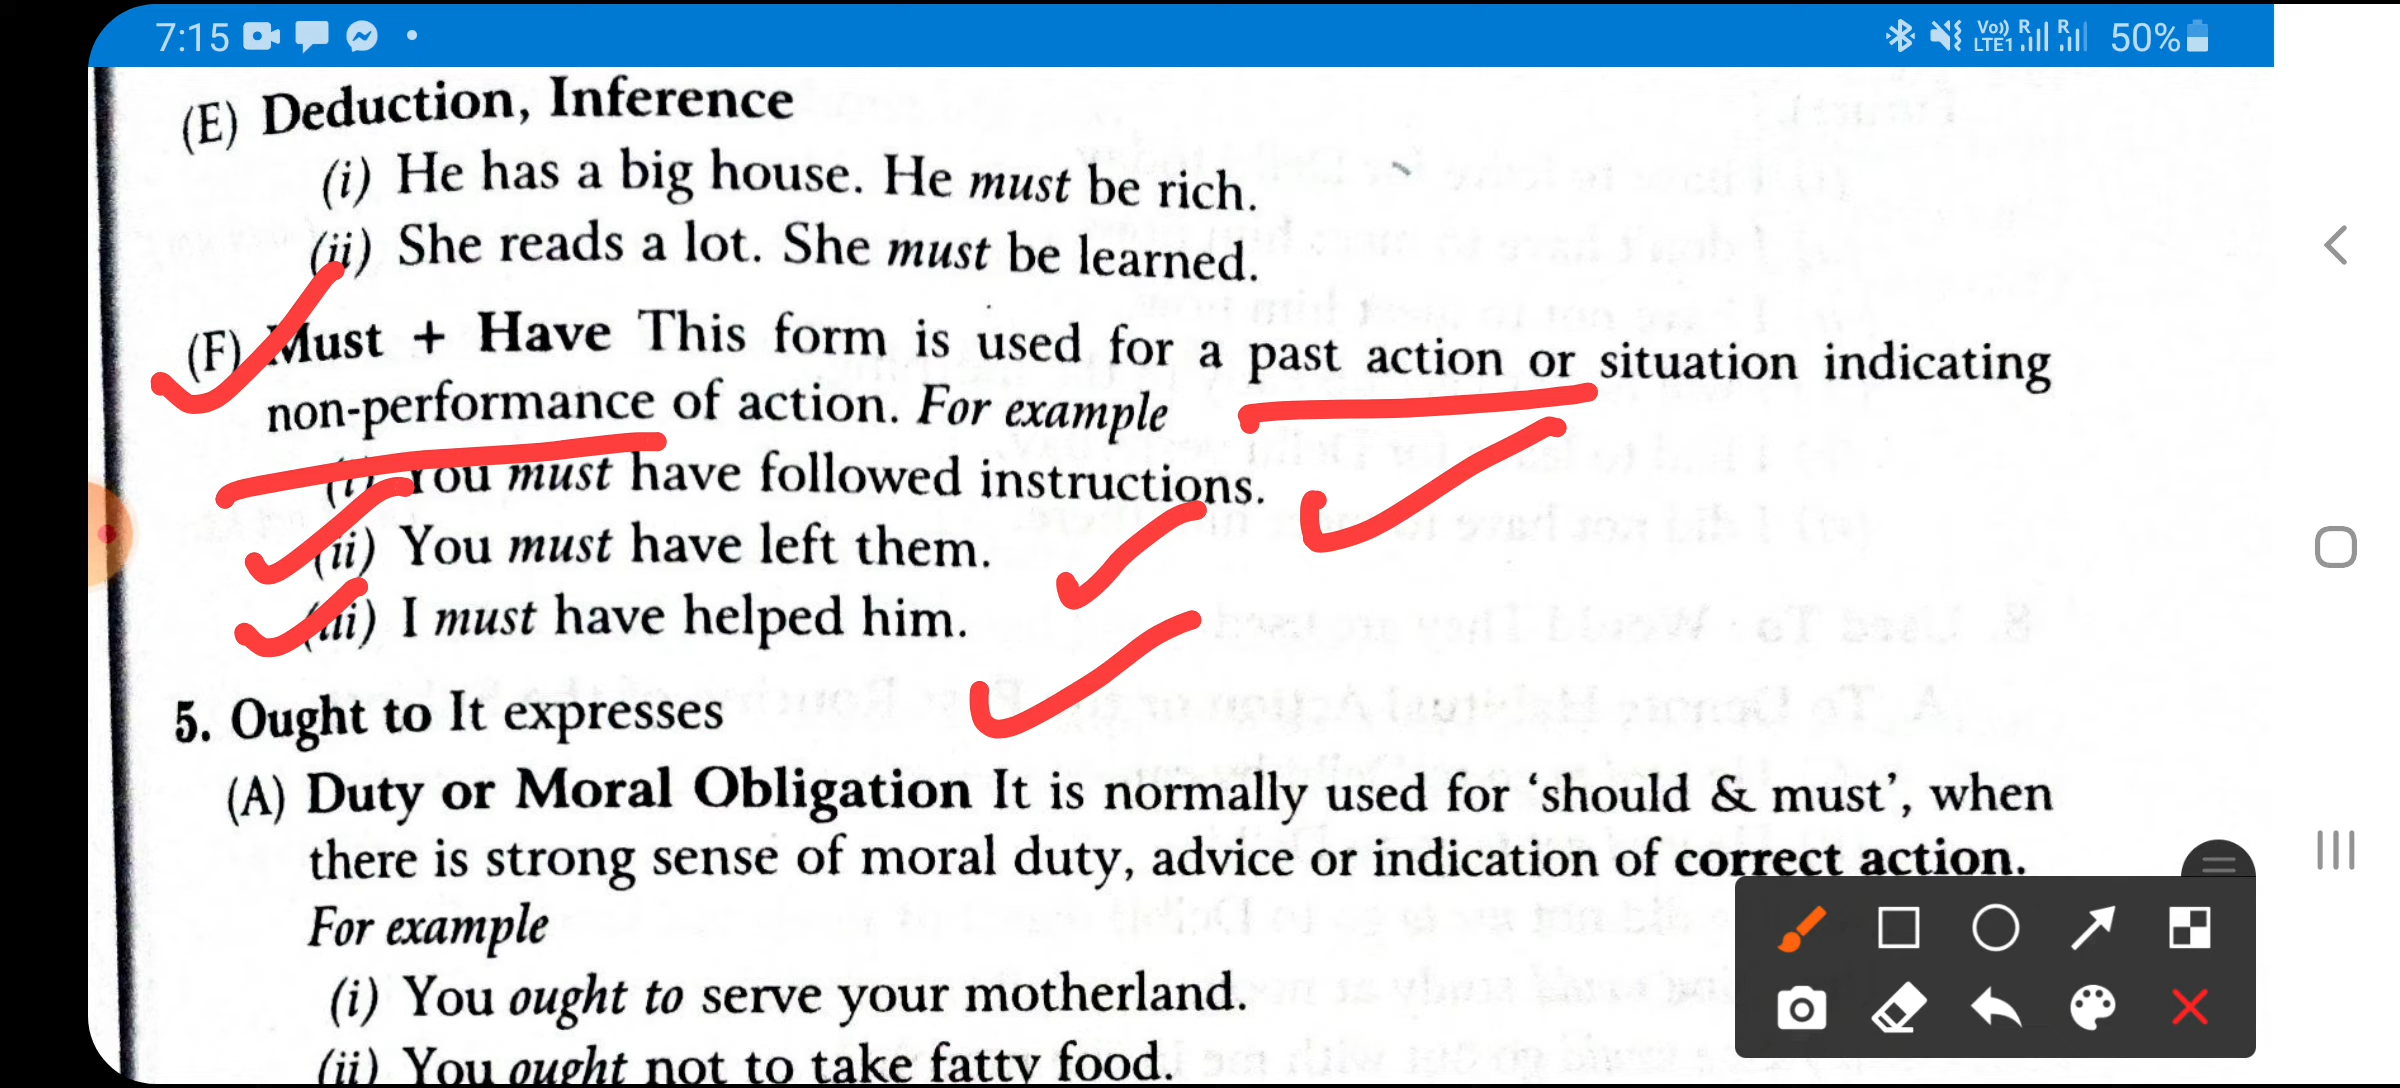 7:15 Vo)) LTE1 R R 50%
(E) Deduction, Inference
(i) He has a big house. He must be rich.
(ii) She reads a lot. She must be learned.
(F) Must + Have This form is used for a past action or situation indicating
non-performance of action. For example
(i) You must have followed instructions.
(ii) You must have left them.
(iii) I must have helped him.
5. Ought to It expresses
(A) Duty or Moral Obligation It is normally used for ‘should & must’, when
there is strong sense of moral duty, advice or indication of correct action.
For example
(i) You ought to serve your motherland.
(ii) You ought not to take fatty food.